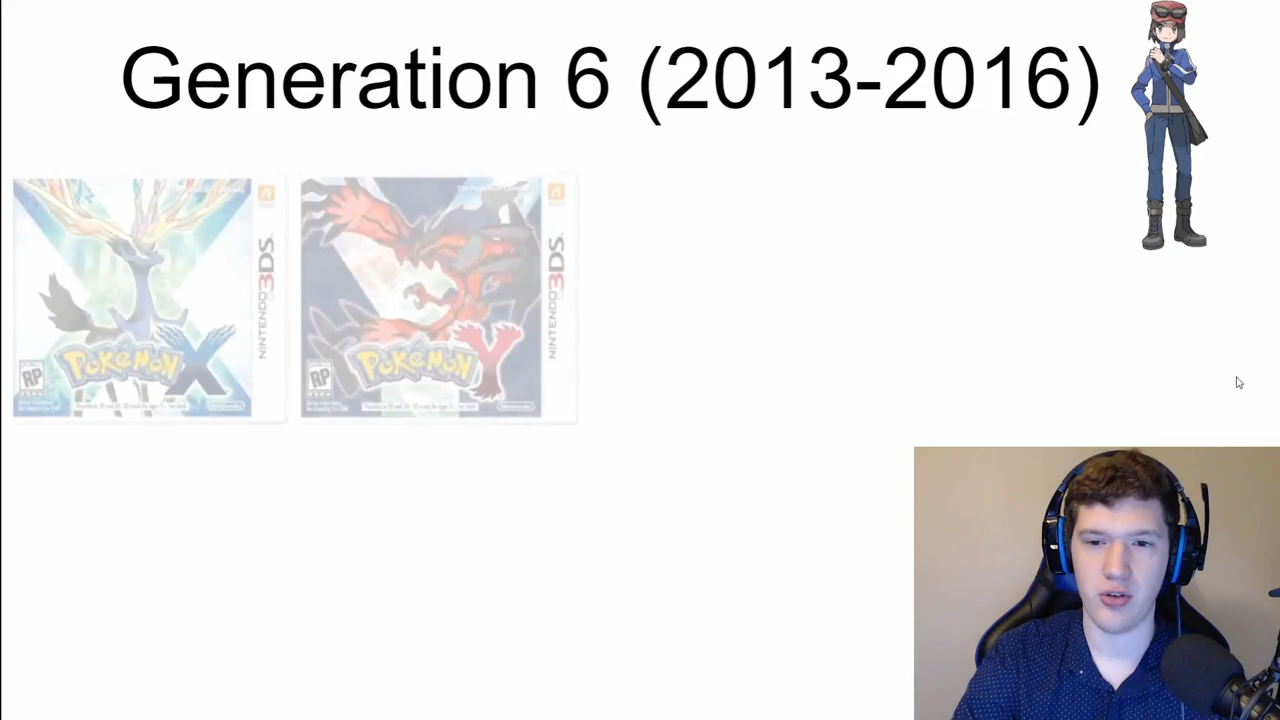 Generation 6 (2013-2016)
NINTENDO 3DS
NINTENDO 3DS
POKéMON X
POKéMON Y
RP
RP